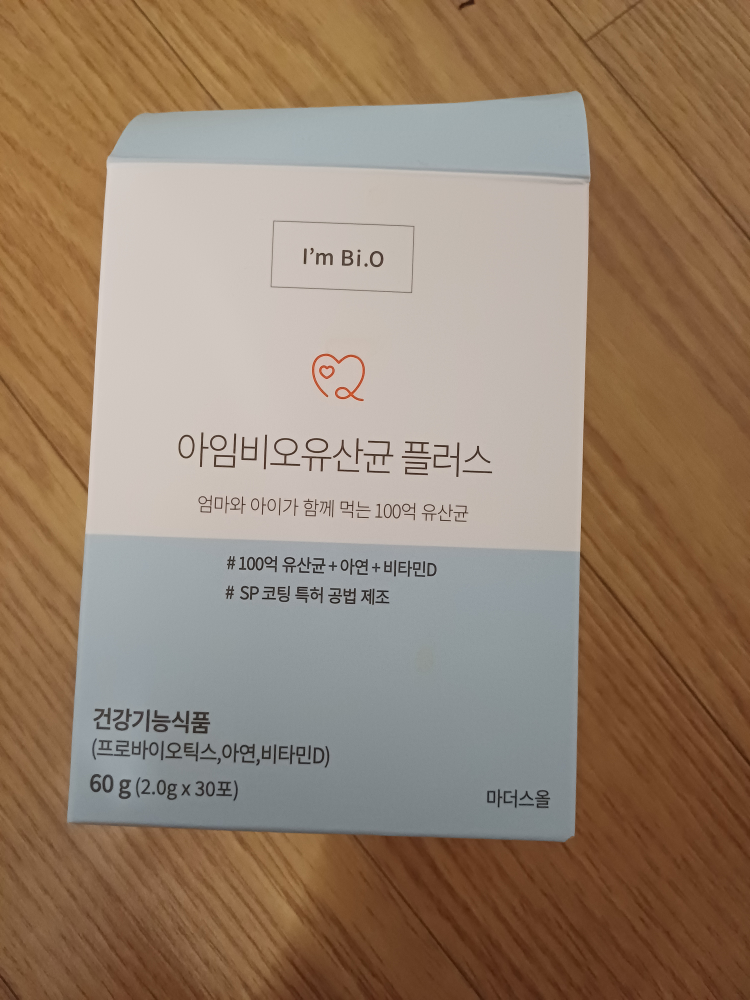 I'm Bi.O
아임비오유산균 플러스
엄마와 아이가 함께 먹는 100억 유산균
# 100억 유산균 + 아연 + 비타민D
# SP 코팅 특허 공법 제조
건강기능식품
(프로바이오틱스,아연,비타민D)
60 g (2.0g x 30포)
마더스올